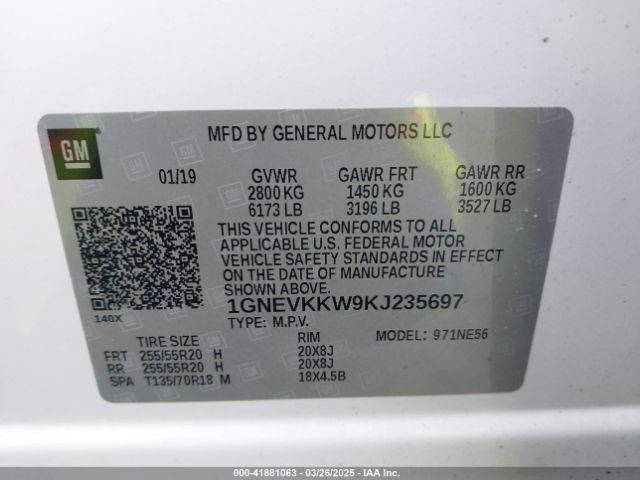 MFD BY GENERAL MOTORS LLC
GM
01/19 GVWR GAWR FRT GAWR RR
2800 KG 1450 KG 1600 KG
6173 LB 3196 LB 3527 LB
THIS VEHICLE CONFORMS TO ALL
APPLICABLE U.S. FEDERAL MOTOR
VEHICLE SAFETY STANDARDS IN EFFECT
ON THE DATE OF MANUFACTURE
SHOWN ABOVE.
1GNEVKKW9KJ235697
140X
TYPE: M.P.V. MODEL: 971NE56
TIRE SIZE RIM
FRT 255/55R20 H 20X8J
RR 255/55R20 H 20X8J
SPA T135/70R18 M 18X4.5B
000-41881063 - 03/26/2025 - IAAI.COM